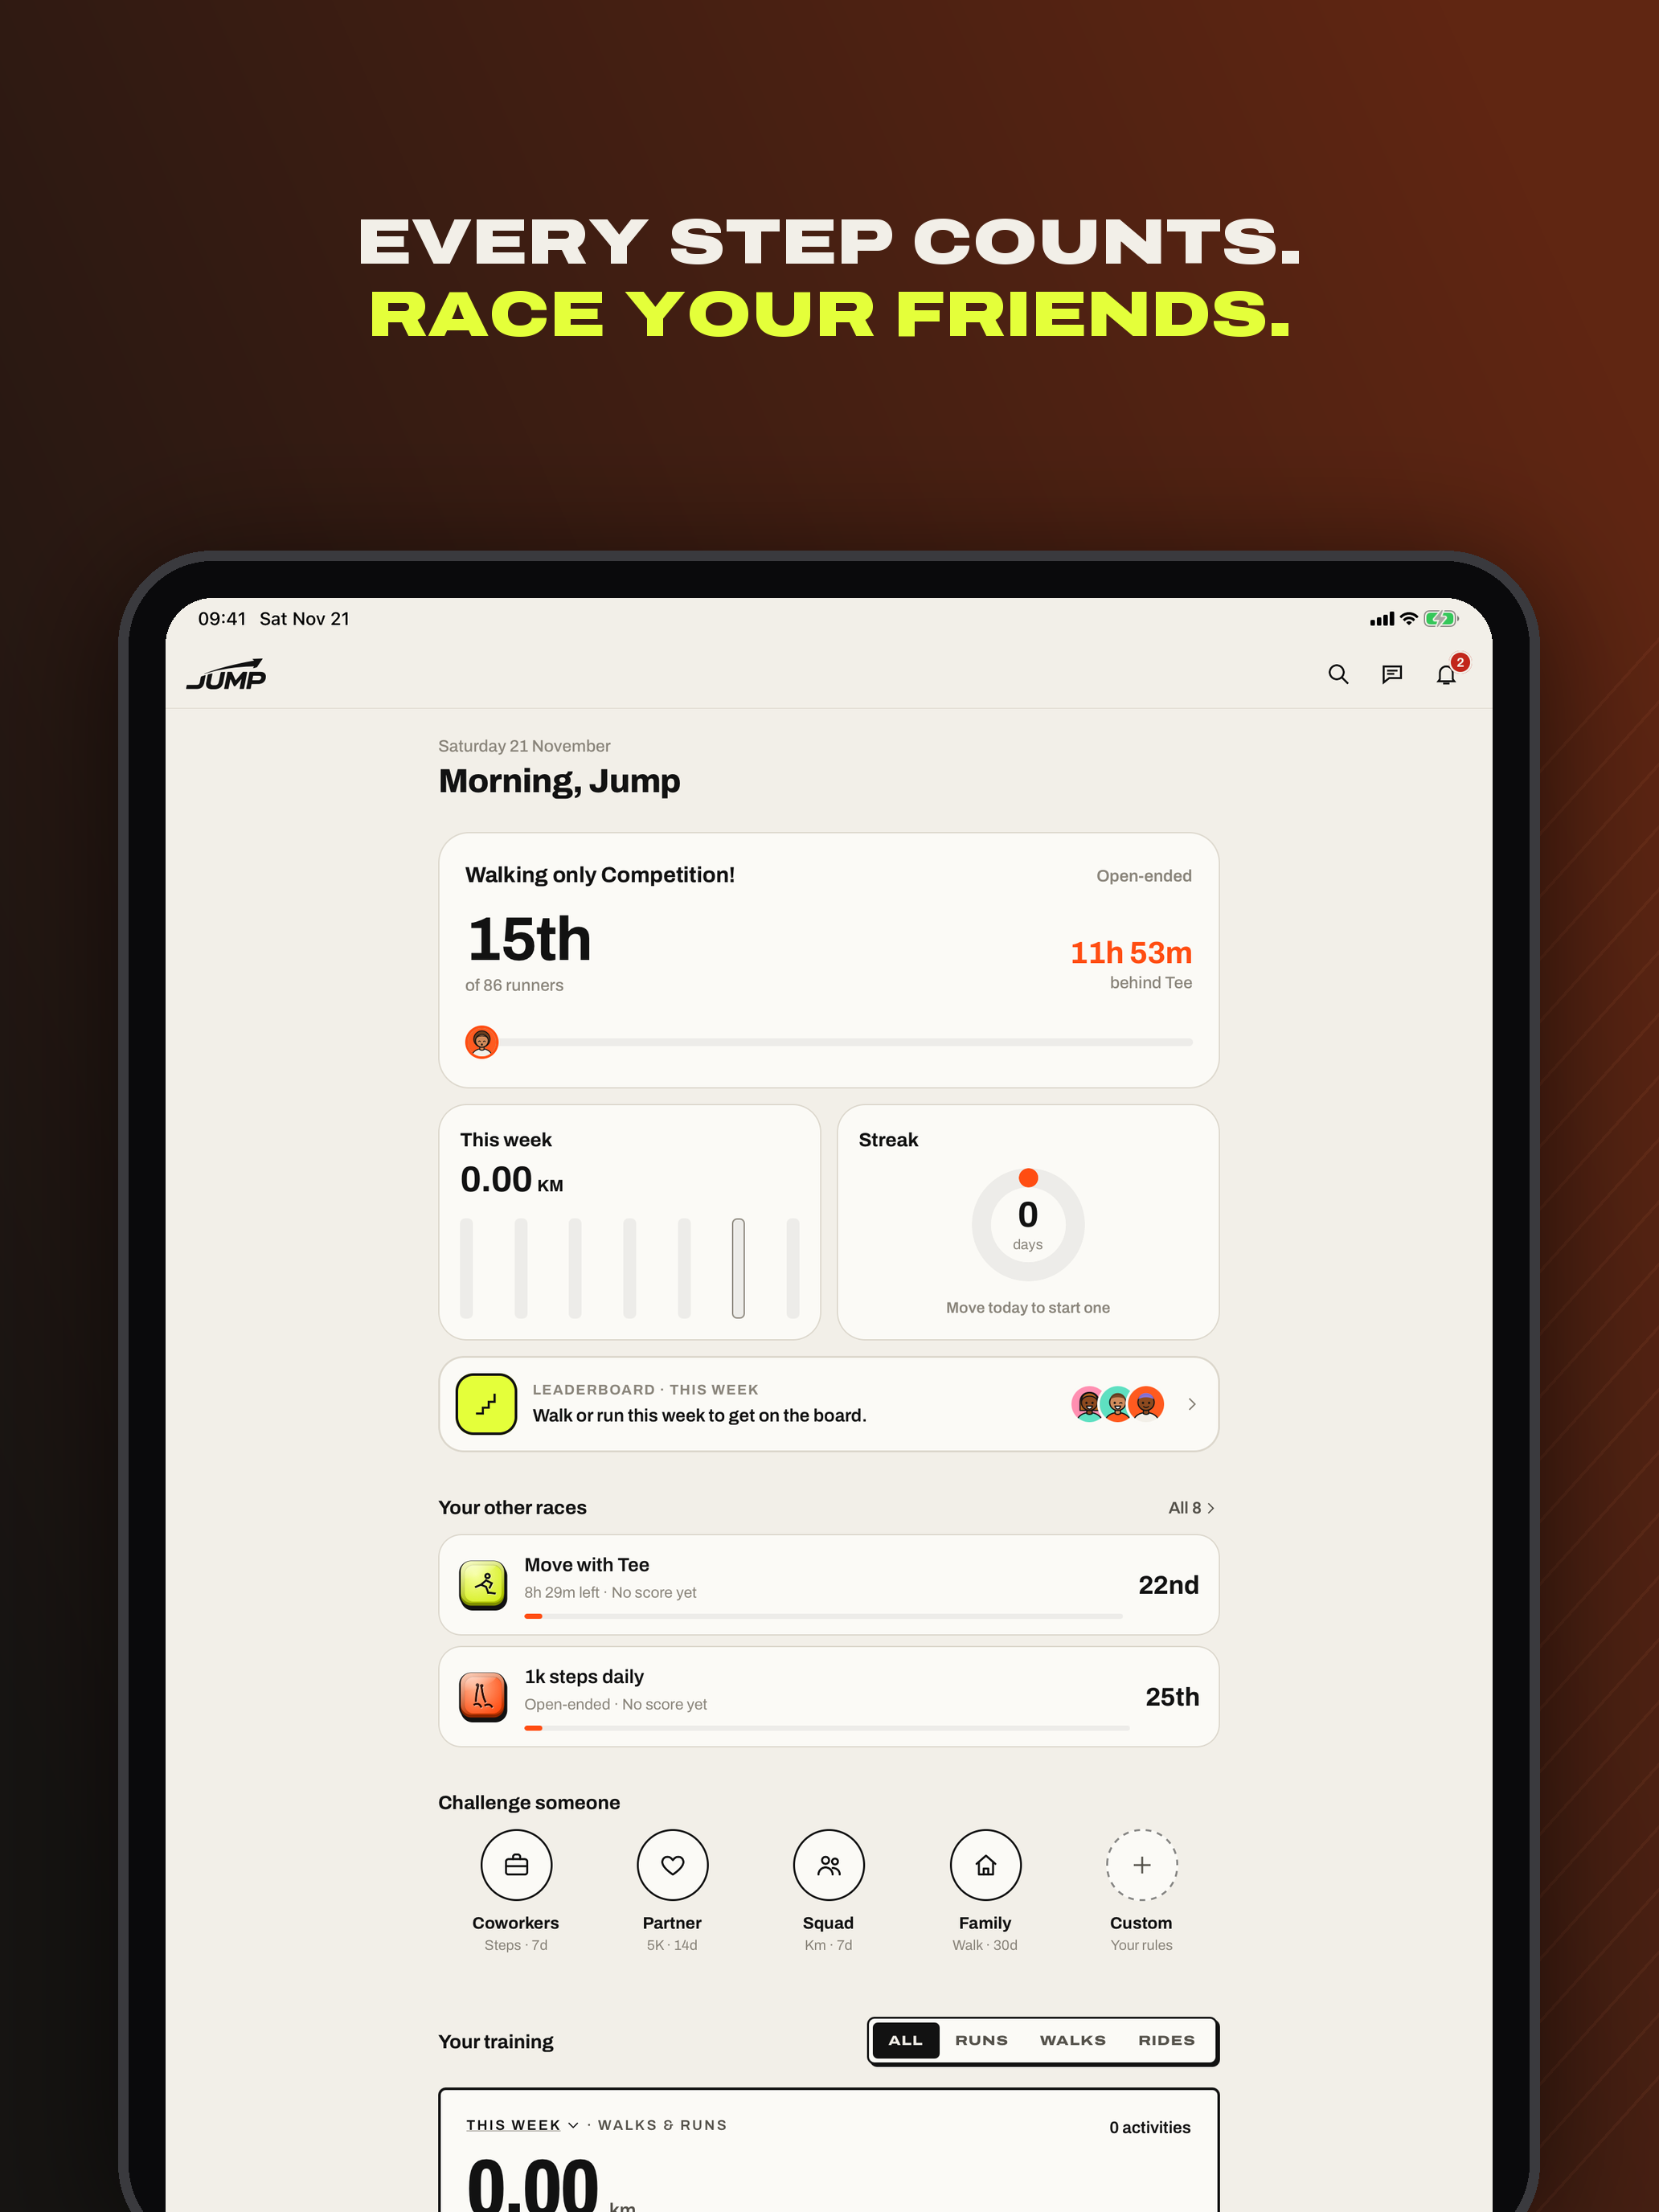 EVERY STEP COUNTS.
RACE YOUR FRIENDS.
09:41 Sat Nov 21
JUMP
2
Saturday 21 November
Morning, Jump
Walking only Competition!
Open-ended
15th
11h 53m
of 86 runners
behind Tee
This week
0.00 KM
Streak
0
days
Move today to start one
LEADERBOARD · THIS WEEK
Walk or run this week to get on the board.
Your other races
All 8
Move with Tee
8h 29m left · No score yet
22nd
1k steps daily
Open-ended · No score yet
25th
Challenge someone
Coworkers
Steps · 7d
Partner
5K · 14d
Squad
Km · 7d
Family
Walk · 30d
Custom
Your rules
Your training
ALL RUNS WALKS RIDES
THIS WEEK · WALKS & RUNS
0 activities
0.00 km